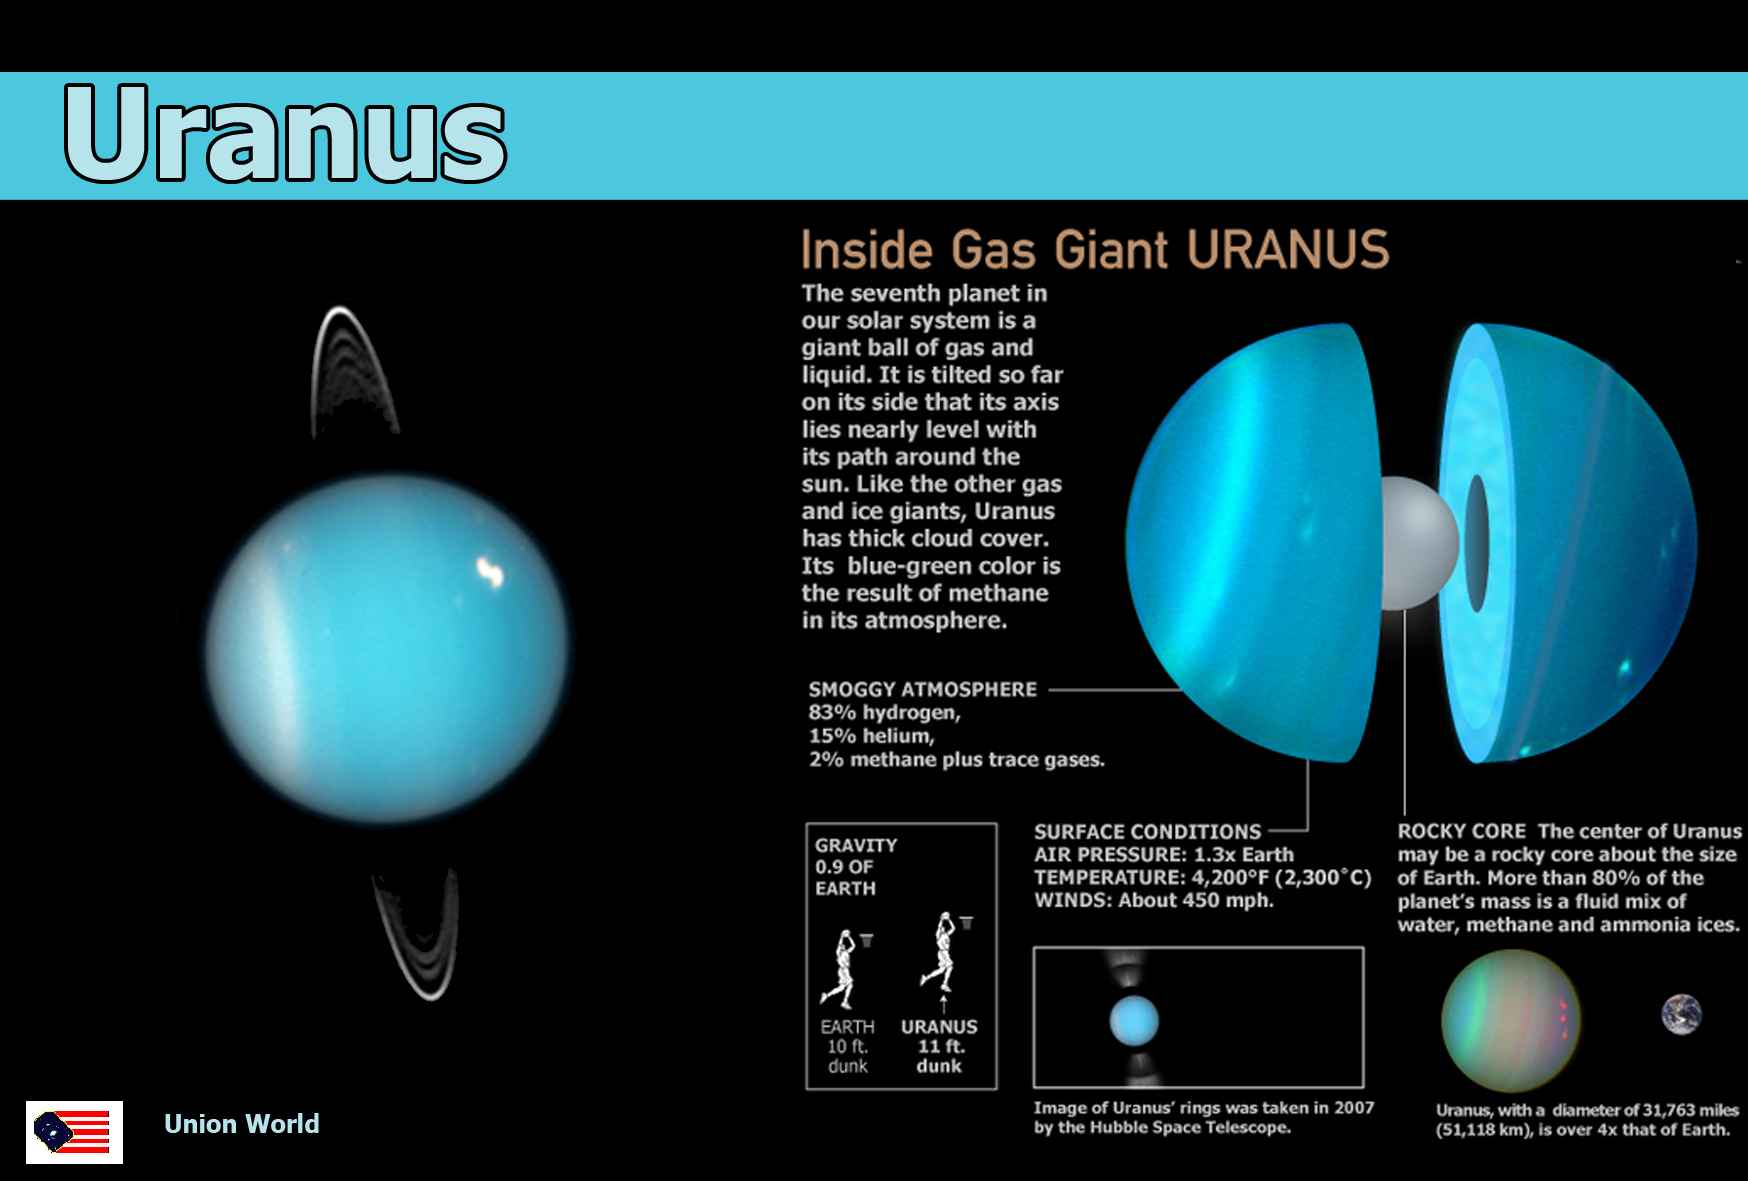 Uranus
Inside Gas Giant URANUS
The seventh planet in
our solar system is a
giant ball of gas and
liquid. It is tilted so far
on its side that its axis
lies nearly level with
its path around the
sun. Like the other gas
and ice giants, Uranus
has thick cloud cover.
Its blue-green color is
the result of methane
in its atmosphere.
SMOGGY ATMOSPHERE
83% hydrogen,
15% helium,
2% methane plus trace gases.
GRAVITY
0.9 OF
EARTH
EARTH
10 ft.
dunk
URANUS
11 ft.
dunk
SURFACE CONDITIONS
AIR PRESSURE: 1.3x Earth
TEMPERATURE: 4,200°F (2,300°C)
WINDS: About 450 mph.
ROCKY CORE The center of Uranus
may be a rocky core about the size
of Earth. More than 80% of the
planet's mass is a fluid mix of
water, methane and ammonia ices.
Image of Uranus' rings was taken in 2007
by the Hubble Space Telescope.
Uranus, with a diameter of 31,763 miles
(51,118 km), is over 4x that of Earth.
Union World